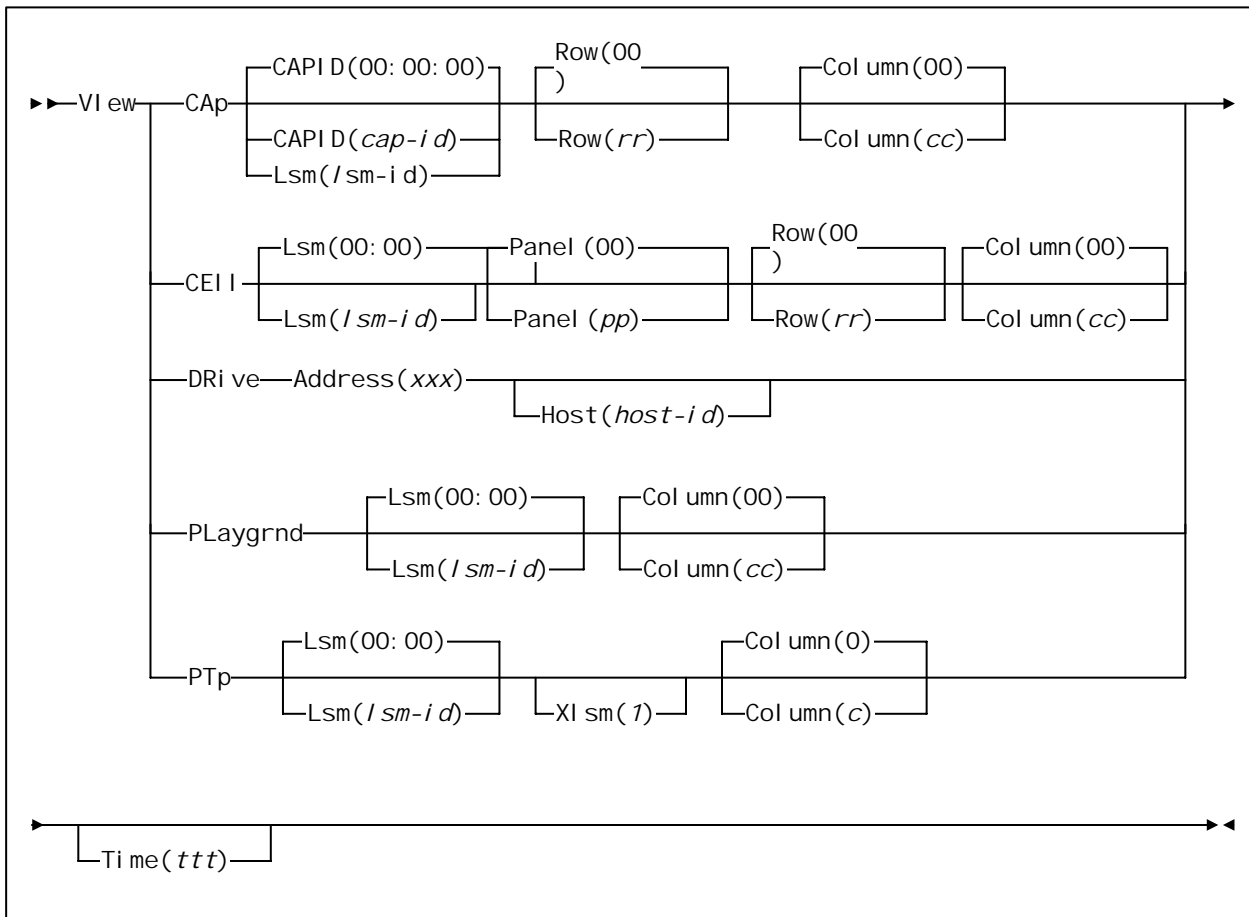 CAPID(00:00:00)
Row(00
)
Column(00)
VIew
CAp
CAPID(cap-id)
Row(rr)
Column(cc)
Lsm(lsm-id)
Lsm(00:00)
Panel(00)
Row(00
)
Column(00)
CEll
Lsm(lsm-id)
Panel(pp)
Row(rr)
Column(cc)
DRive
Address(xxx)
Host(host-id)
Lsm(00:00)
Column(00)
PLaygrnd
Lsm(lsm-id)
Column(cc)
Lsm(00:00)
Column(0)
PTp
Lsm(lsm-id)
Xlsm(1)
Column(c)
Time(ttt)